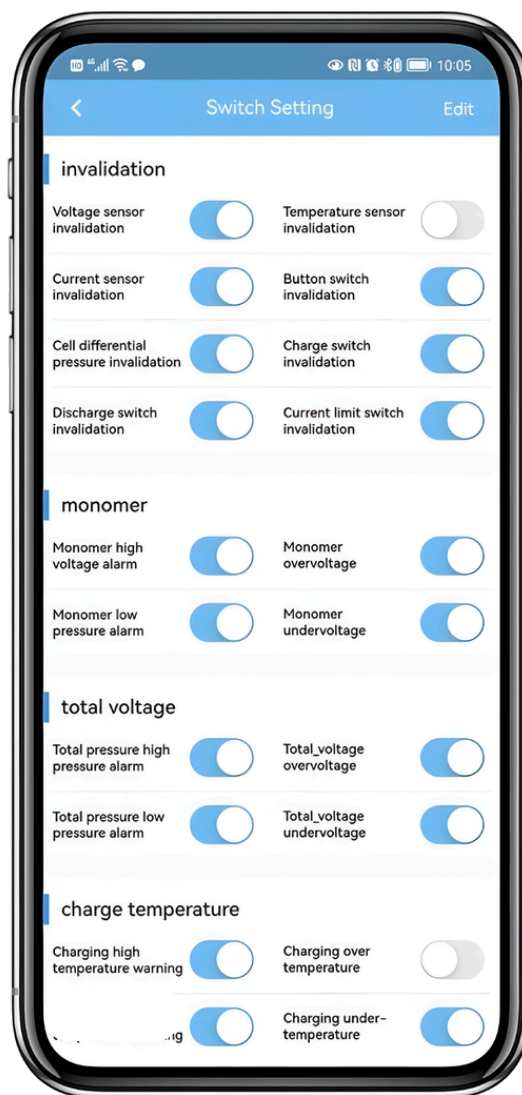 HD 46 10:05
Switch Setting Edit
invalidation
Voltage sensor
invalidation
Temperature sensor
invalidation
Current sensor
invalidation
Button switch
invalidation
Cell differential
pressure invalidation
Charge switch
invalidation
Discharge switch
invalidation
Current limit switch
invalidation
monomer
Monomer high
voltage alarm
Monomer
overvoltage
Monomer low
pressure alarm
Monomer
undervoltage
total voltage
Total pressure high
pressure alarm
Total_voltage
overvoltage
Total pressure low
pressure alarm
Total_voltage
undervoltage
charge temperature
Charging high
temperature warning
Charging over
temperature
Charging under-
temperature